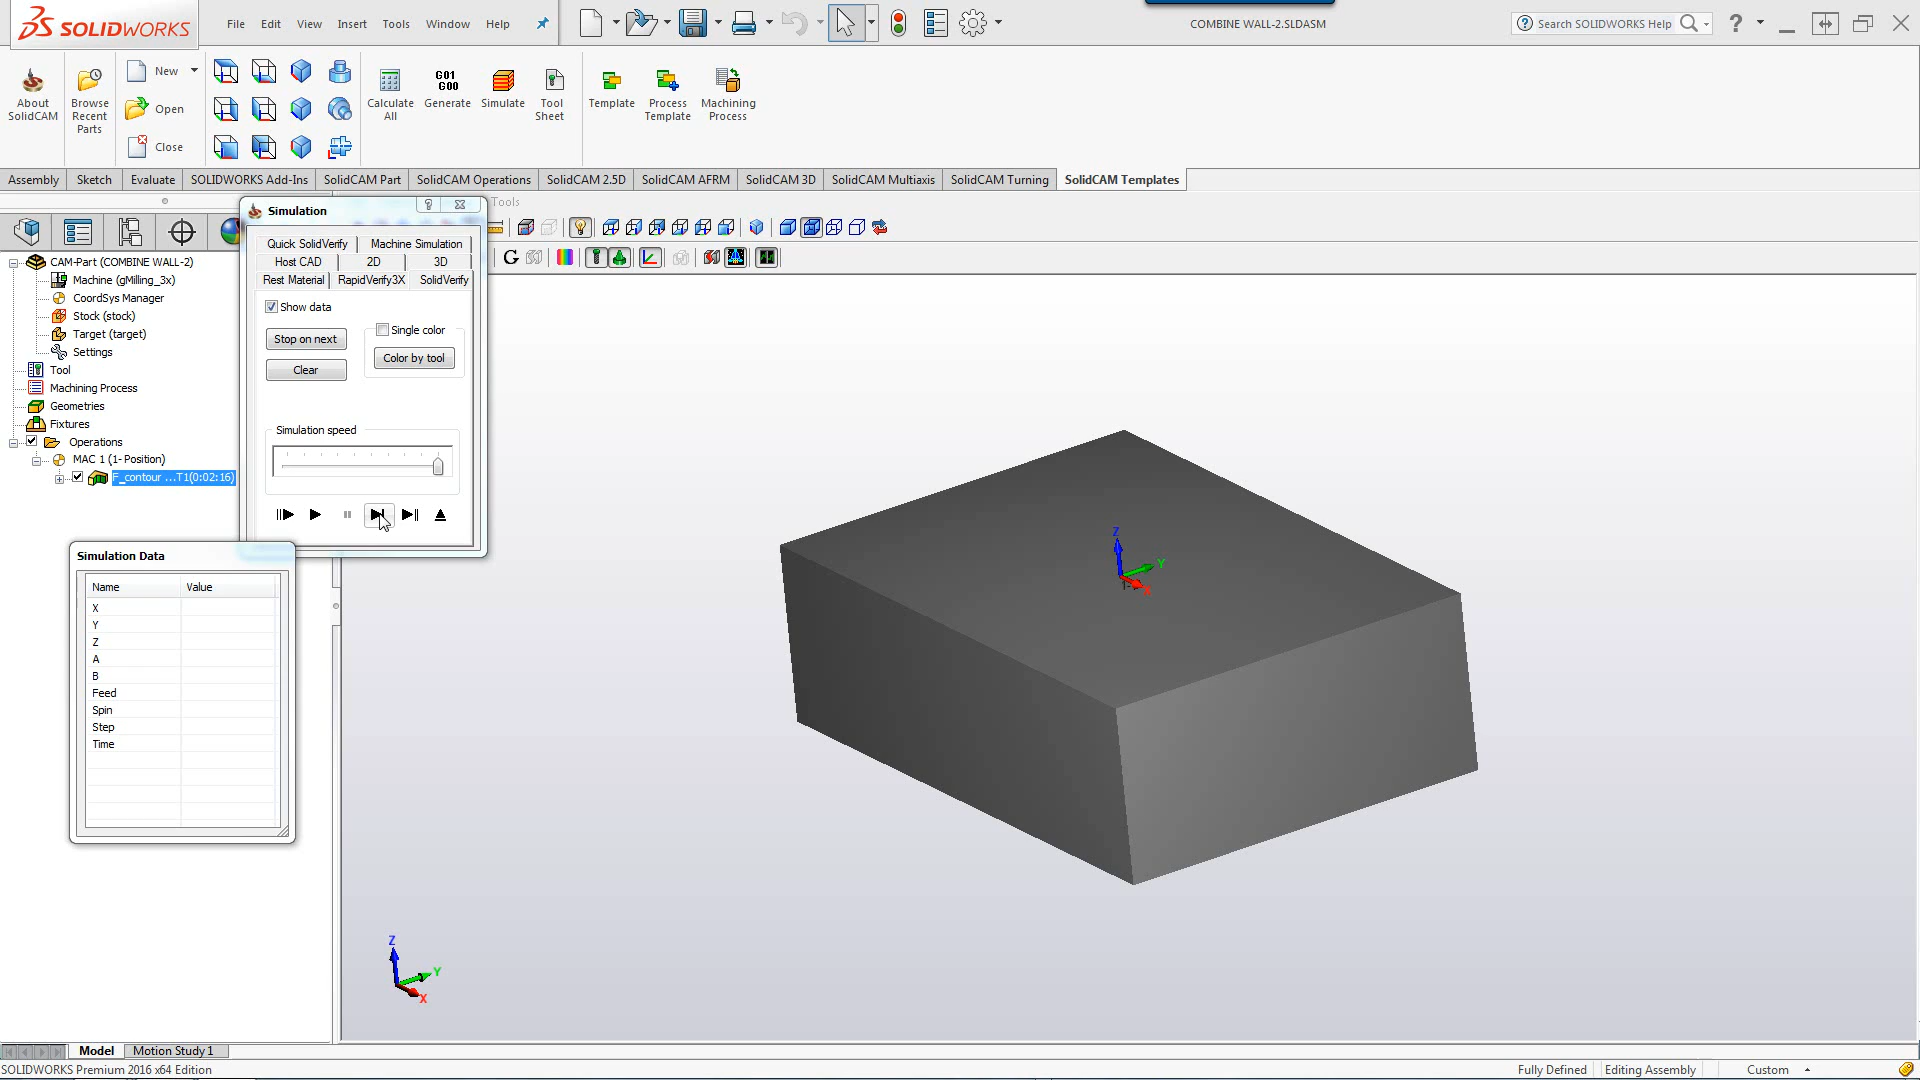 SOLIDWORKS
File Edit View Insert Tools Window Help
COMBINE WALL-2.SLDASM
Search SOLIDWORKS Help
About SolidCAM
Browse Recent Parts
New
Open
Close
Calculate All
G01 G00
Generate
Simulate
Tool Sheet
Template
Process Template
Machining Process
Assembly Sketch Evaluate SOLIDWORKS Add-Ins SolidCAM Part SolidCAM Operations SolidCAM 2.5D SolidCAM AFRM SolidCAM 3D SolidCAM Multiaxis SolidCAM Turning SolidCAM Templates
Tools
Simulation
Quick SolidVerify Machine Simulation
Host CAD 2D 3D
Rest Material RapidVerify3X SolidVerify
Show data
Stop on next
Single color
Color by tool
Clear
Simulation speed
CAM-Part (COMBINE WALL-2)
Machine (gMilling_3x)
CoordSys Manager
Stock (stock)
Target (target)
Settings
Tool
Machining Process
Geometries
Fixtures
Operations
MAC 1 (1- Position)
F_contour ...T1(0:02:16)
Simulation Data
Name Value
X
Y
Z
A
B
Feed
Spin
Step
Time
Z
Y
X
Z
Y
X
Model Motion Study 1
SOLIDWORKS Premium 2016 x64 Edition
Fully Defined Editing Assembly Custom